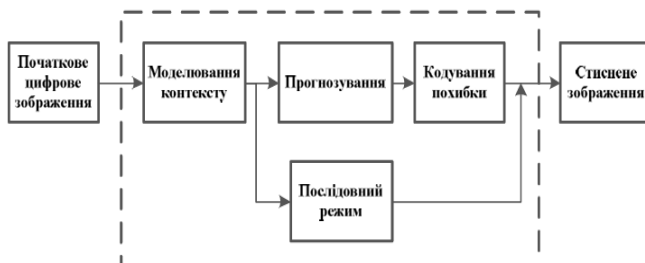 Початкове
цифрове
зображення
Моделювання
контексту
Прогнозування
Кодування
похибки
Стиснене
зображення
Послідовний
режим